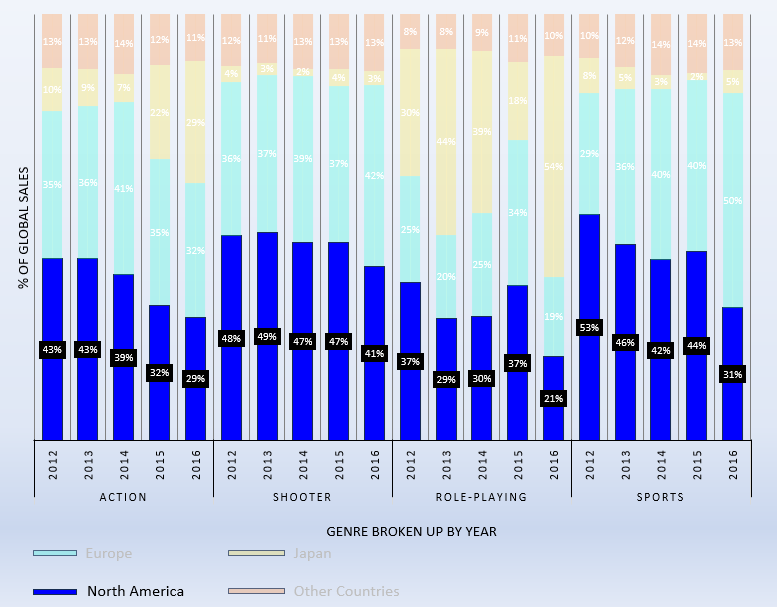 13% 13% 14% 12% 11% 12% 11% 13% 13% 13% 8% 8% 9% 11% 10% 10% 12% 14% 14% 13%
10% 9% 7% 22% 29% 4% 3% 2% 4% 3% 30% 44% 39% 18% 54% 8% 5% 3% 2% 5%
35% 36% 41% 35% 32% 36% 37% 39% 37% 42% 25% 20% 25% 34% 19% 29% 36% 40% 40% 50%
43% 43% 39% 32% 29% 48% 49% 47% 47% 41% 37% 29% 30% 37% 21% 53% 46% 42% 44% 31%
% OF GLOBAL SALES
2012 2013 2014 2015 2016 2012 2013 2014 2015 2016 2012 2013 2014 2015 2016 2012 2013 2014 2015 2016
ACTION SHOOTER ROLE-PLAYING SPORTS
GENRE BROKEN UP BY YEAR
Europe Japan
North America Other Countries